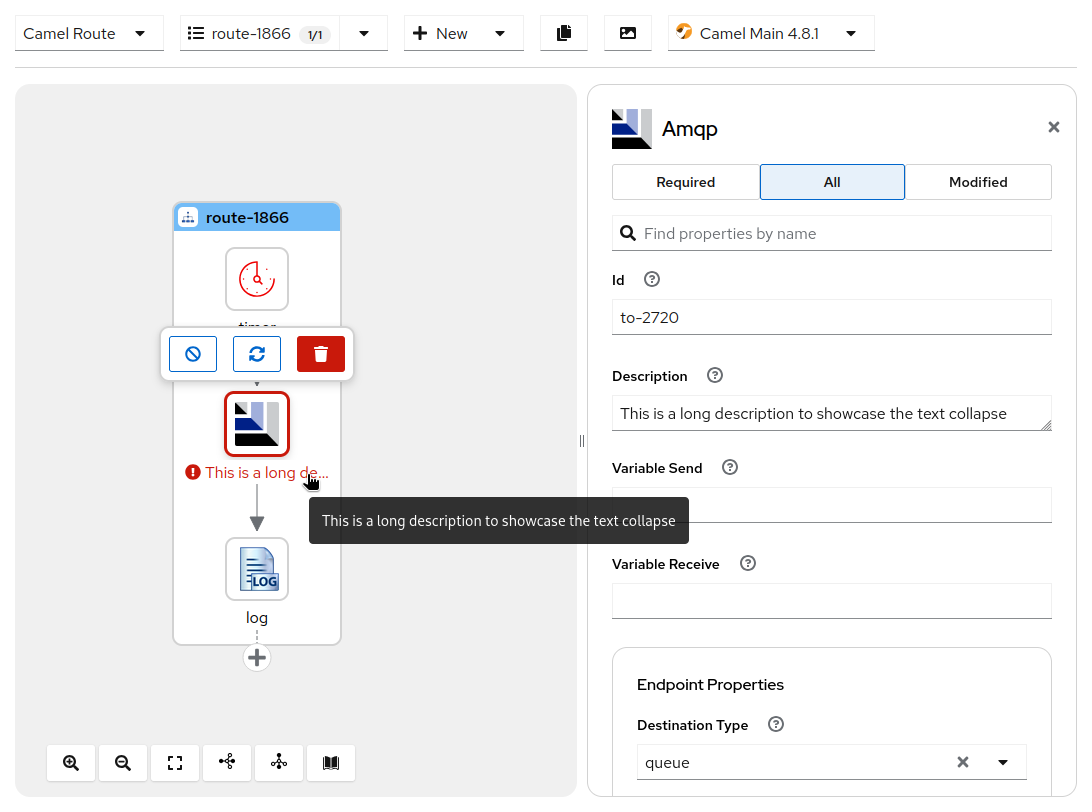 Camel Route
route-1866 1/1
New
Camel Main 4.8.1
route-1866
timer
This is a long de...
This is a long description to showcase the text collapse
LOG
log
Amqp
Required All Modified
Find properties by name
Id
to-2720
Description
This is a long description to showcase the text collapse
Variable Send
Variable Receive
Endpoint Properties
Destination Type
queue